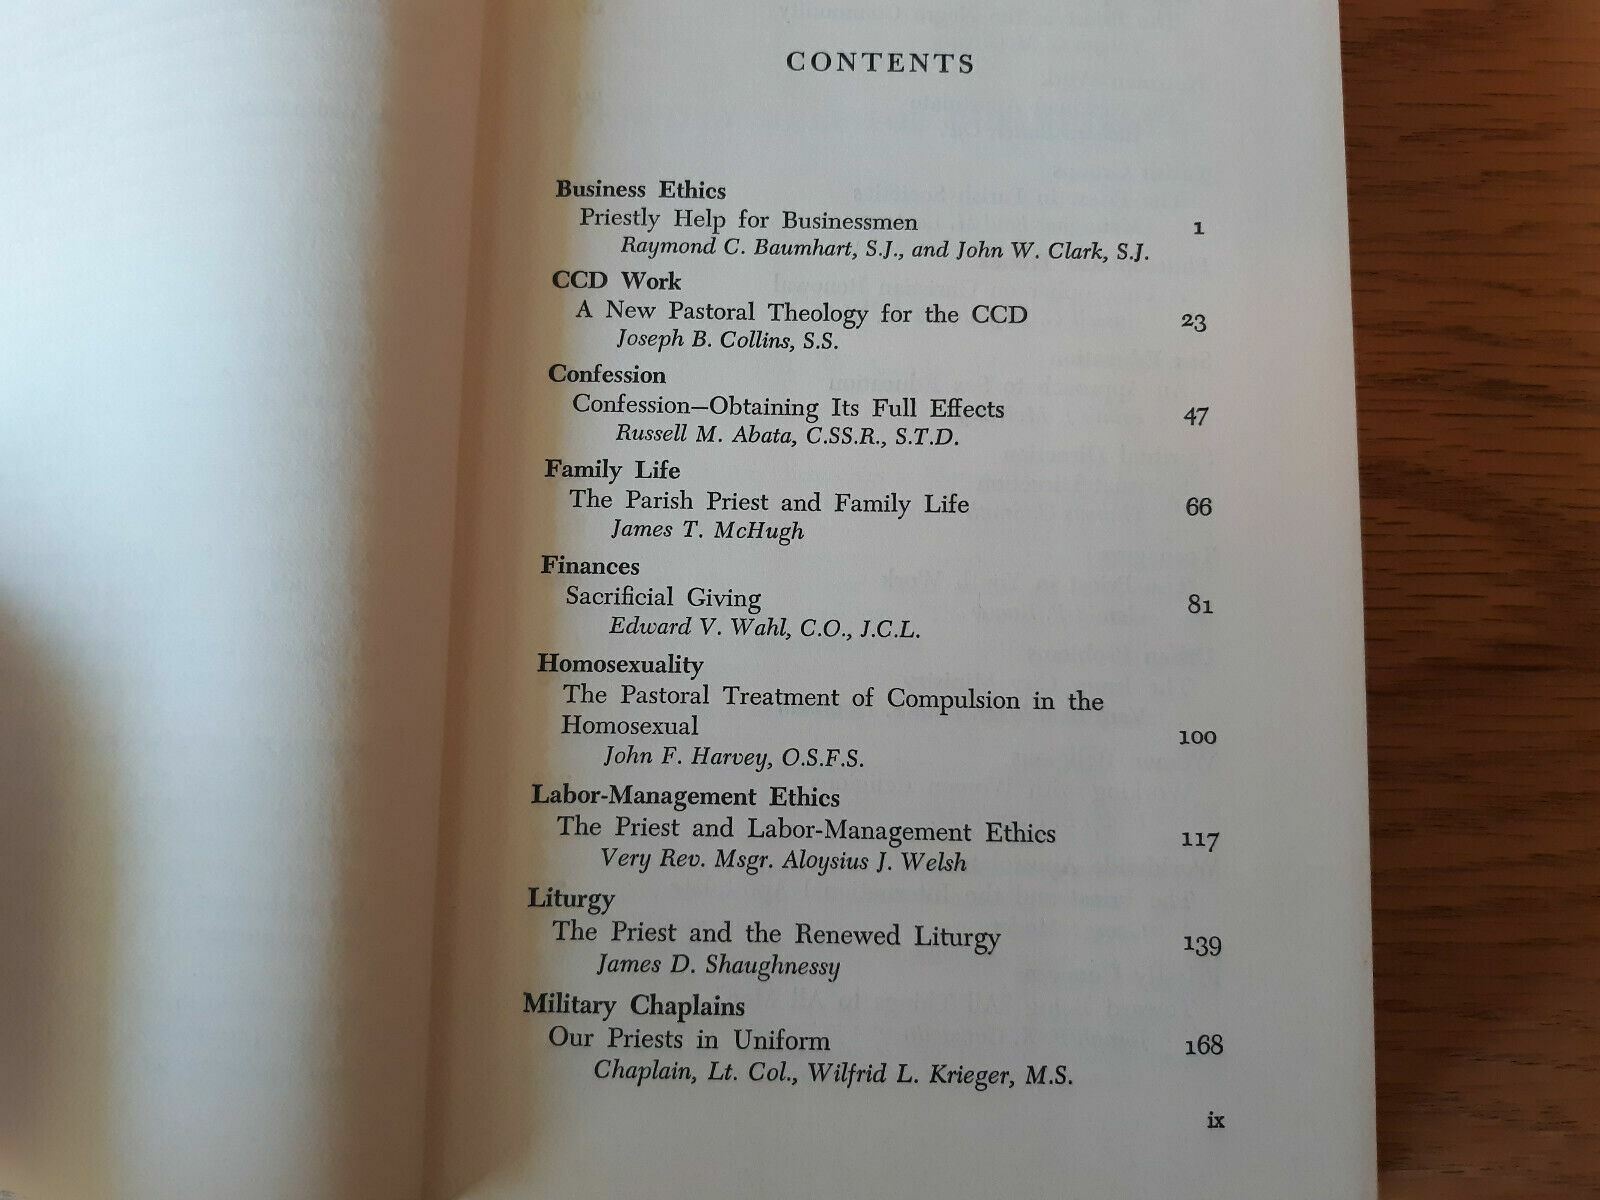 CONTENTS
Business Ethics
Priestly Help for Businessmen 1
Raymond C. Baumhart, S.J., and John W. Clark, S.J.
CCD Work
A New Pastoral Theology for the CCD 23
Joseph B. Collins, S.S.
Confession
Confession—Obtaining Its Full Effects 47
Russell M. Abata, C.SS.R., S.T.D.
Family Life
The Parish Priest and Family Life 66
James T. McHugh
Finances
Sacrificial Giving 81
Edward V. Wahl, C.O., J.C.L.
Homosexuality
The Pastoral Treatment of Compulsion in the
Homosexual 100
John F. Harvey, O.S.F.S.
Labor-Management Ethics
The Priest and Labor-Management Ethics 117
Very Rev. Msgr. Aloysius J. Welsh
Liturgy
The Priest and the Renewed Liturgy 139
James D. Shaughnessy
Military Chaplains
Our Priests in Uniform 168
Chaplain, Lt. Col., Wilfrid L. Krieger, M.S.
ix